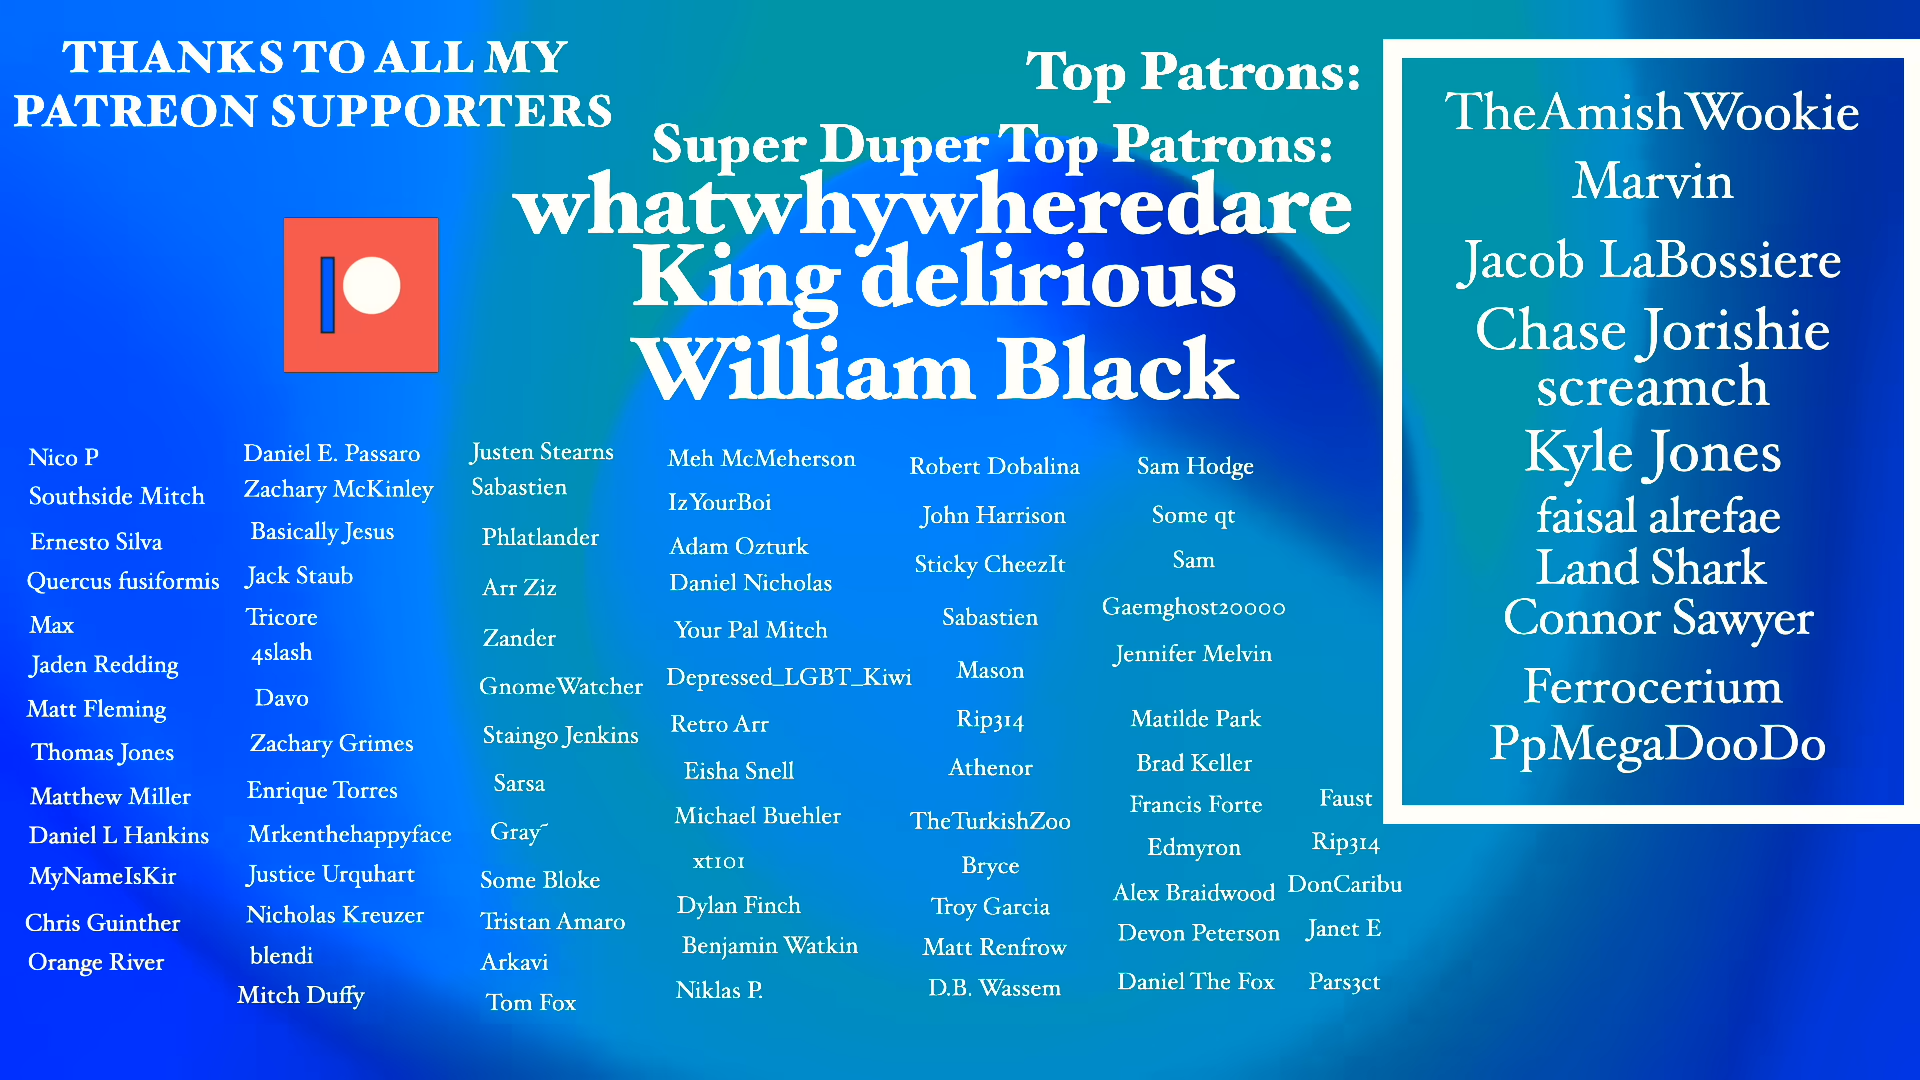 THANKS TO ALL MY
PATREON SUPPORTERS
Top Patrons:
TheAmishWookie
Marvin
Jacob LaBossiere
Chase Jorishie
screamch
Kyle Jones
faisal alrefae
Land Shark
Connor Sawyer
Ferrocerium
PpMegaDooDo
Super Duper Top Patrons:
whatwhywheredare
King delirious
William Black
Nico P
Southside Mitch
Ernesto Silva
Quercus fusiformis
Max
Jaden Redding
Matt Fleming
Thomas Jones
Matthew Miller
Daniel L Hankins
MyNameIsKir
Chris Guinther
Orange River
Daniel E. Passaro
Zachary McKinley
Basically Jesus
Jack Staub
Tricore
4slash
Davo
Zachary Grimes
Enrique Torres
Mrkenthehappyface
Justice Urquhart
Nicholas Kreuzer
blendi
Mitch Duffy
Justen Stearns
Sabastien
Phlatlander
Arr Ziz
Zander
GnomeWatcher
Staingo Jenkins
Sarsa
Gray~
Some Bloke
Tristan Amaro
Arkavi
Tom Fox
Meh McMeherson
IzYourBoi
Adam Ozturk
Daniel Nicholas
Your Pal Mitch
Depressed_LGBT_Kiwi
Retro Arr
Eisha Snell
Michael Buehler
xt101
Dylan Finch
Benjamin Watkin
Niklas P.
Robert Dobalina
John Harrison
Sticky CheezIt
Sabastien
Mason
Rip314
Athenor
TheTurkishZoo
Bryce
Troy Garcia
Matt Renfrow
D.B. Wassem
Sam Hodge
Some qt
Sam
Gaemghost20000
Jennifer Melvin
Matilde Park
Brad Keller
Francis Forte
Edmyron
Alex Braidwood
Devon Peterson
Daniel The Fox
Faust
Rip314
DonCaribu
Janet E
Pars3ct